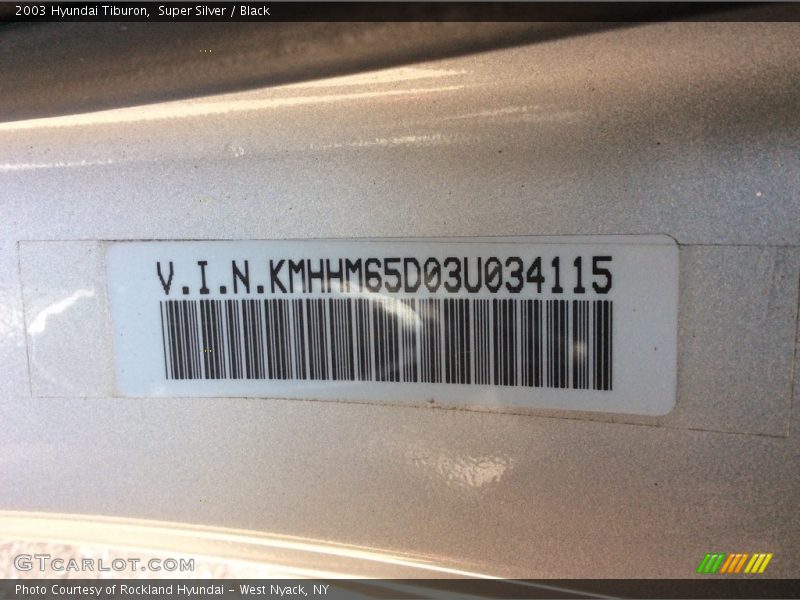 2003 Hyundai Tiburon,  Super Silver / Black
V.I.N.KMHHM65D03U034115
GTCARLOT.COM
Photo Courtesy of Rockland Hyundai - West Nyack, NY